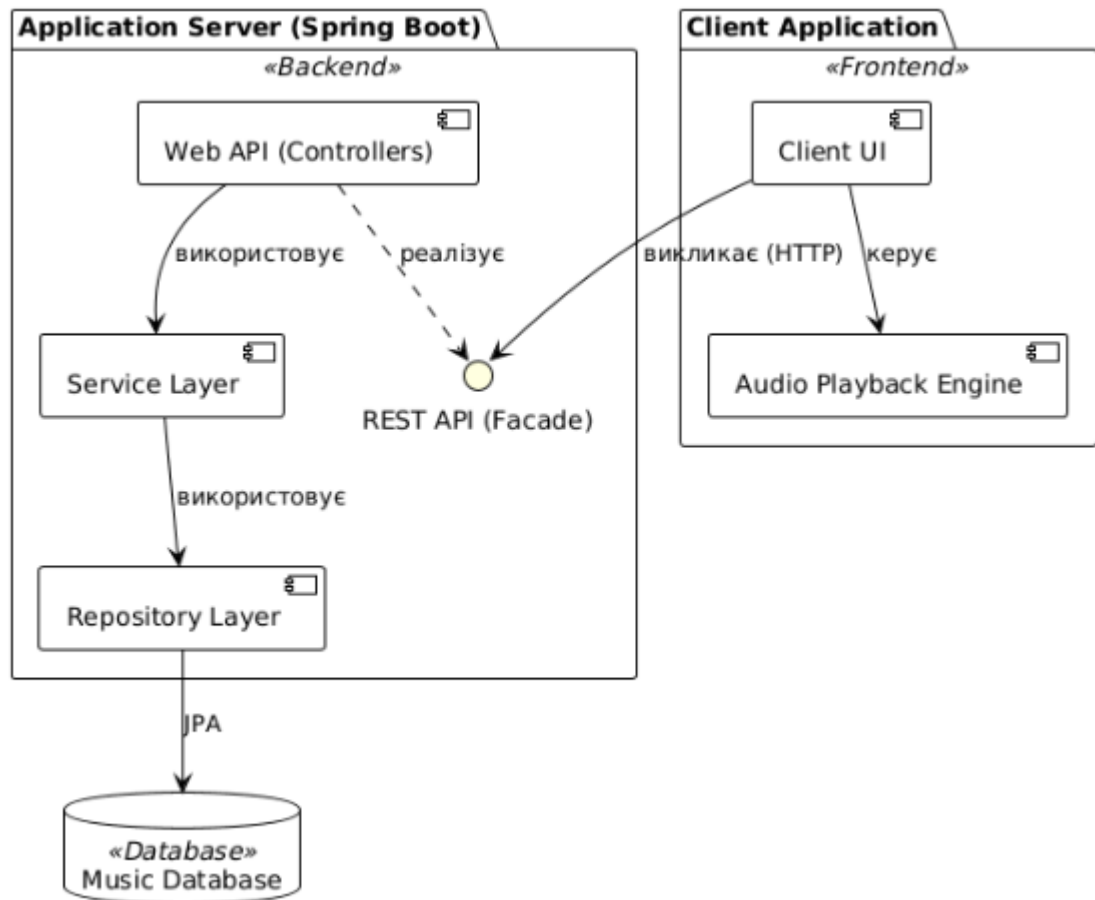 Application Server (Spring Boot)
«Backend»
Web API (Controllers)
використовує
реалізує
Service Layer
REST API (Facade)
використовує
Repository Layer
JPA
«Database»
Music Database
Client Application
«Frontend»
Client UI
викликає (HTTP)
керує
Audio Playback Engine